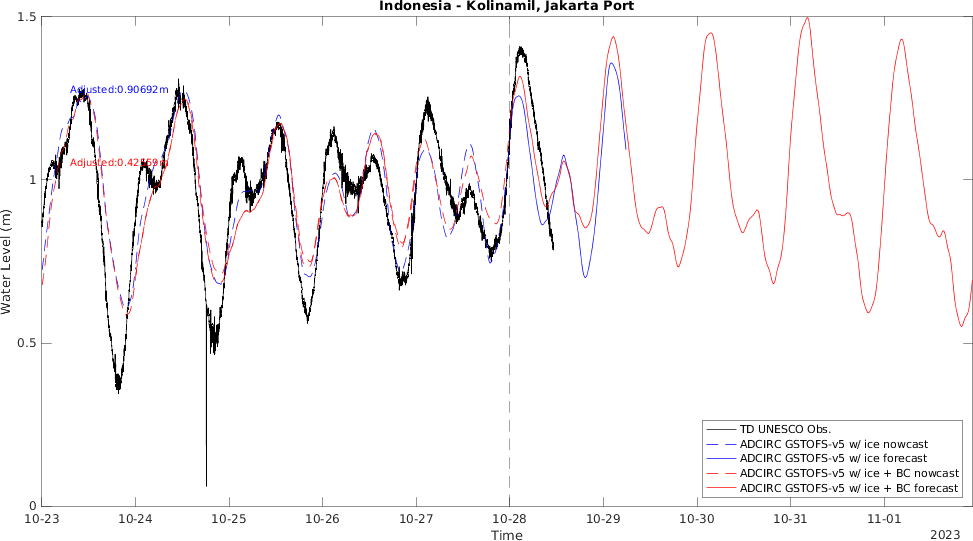 Indonesia - Kolinamil, Jakarta Port
1.5
1
0.5
0
Water Level (m)
Adjusted:0.90692m
10-23
10-24
10-25
10-26
10-27
10-28
10-29
10-30
10-31
11-01
Time
2023
TD UNESCO Obs.
ADCIRC GSTOFS-v5 w/ ice nowcast
ADCIRC GSTOFS-v5 w/ ice forecast
ADCIRC GSTOFS-v5 w/ ice + BC nowcast
ADCIRC GSTOFS-v5 w/ ice + BC forecast